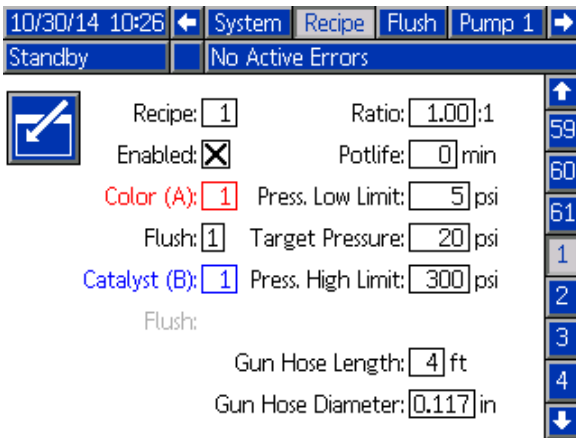 10/30/14 10:26 System Recipe Flush Pump 1
Standby No Active Errors
Recipe: 1 Ratio: 1.00 :1
Enabled: Potlife: 0 min
Color (A): 1 Press. Low Limit: 5 psi
Flush: 1 Target Pressure: 20 psi
Catalyst (B): 1 Press. High Limit: 300 psi
Flush:
Gun Hose Length: 4 ft
Gun Hose Diameter: 0.117 in
59
60
61
1
2
3
4